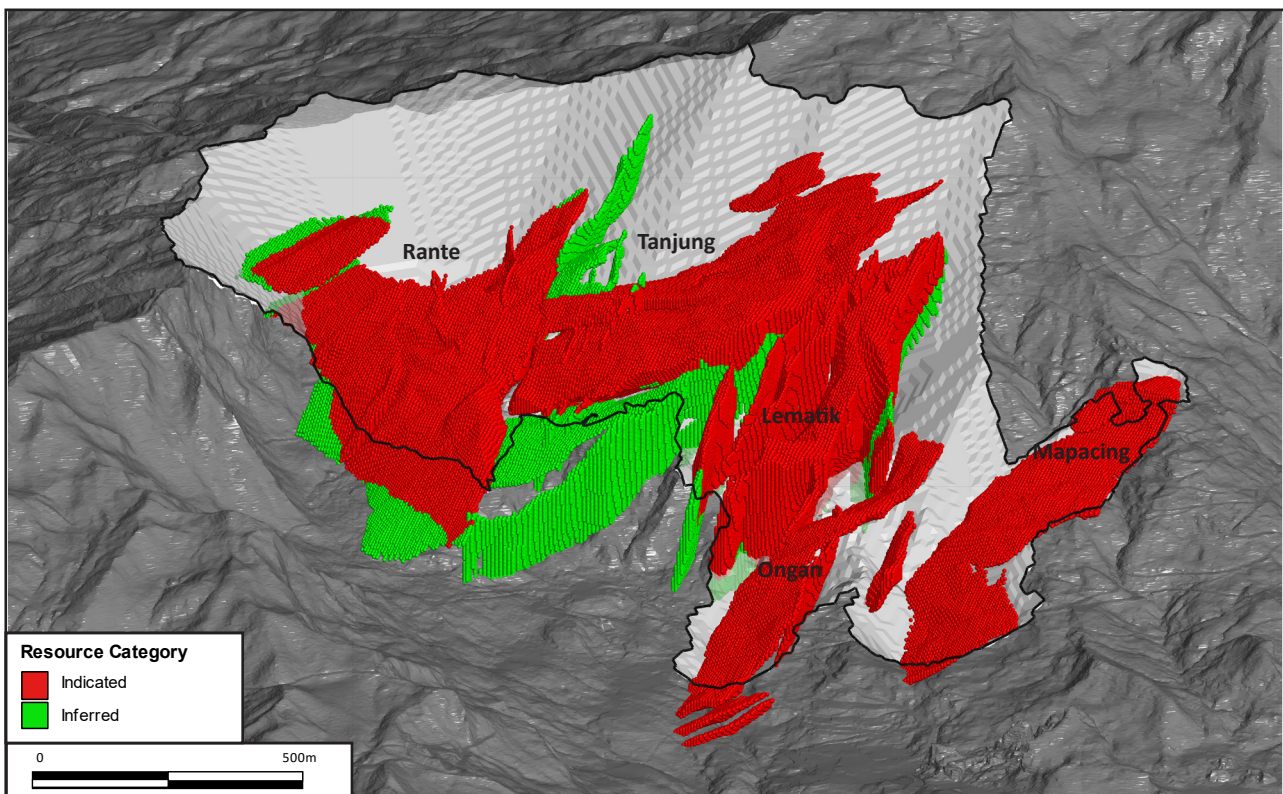 Rante
Tanjung
Lematik
Mapacing
Ongan
Resource Category
Indicated
Inferred
0 500m